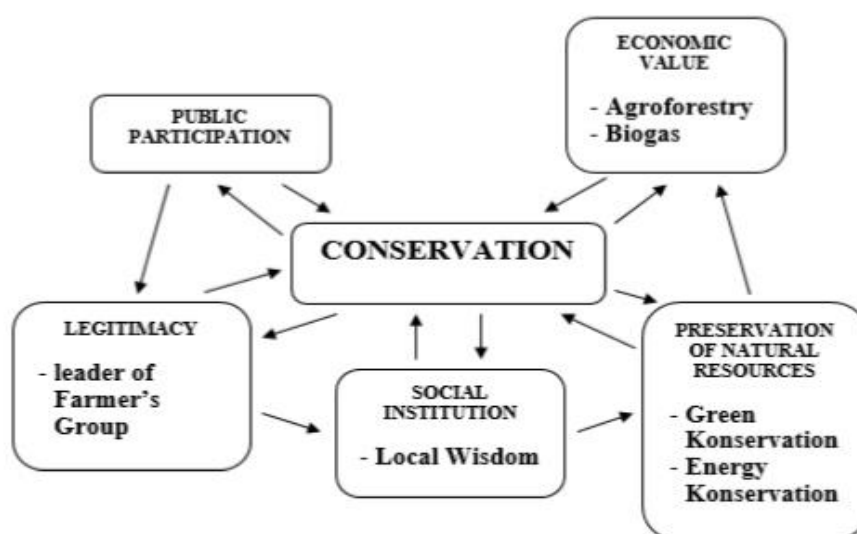 PUBLIC
PARTICIPATION
ECONOMIC
VALUE
- Agroforestry
- Biogas
CONSERVATION
LEGITIMACY
- leader of
Farmer's
Group
SOCIAL
INSTITUTION
- Local Wisdom
PRESERVATION
OF NATURAL
RESOURCES
- Green
Konservation
- Energy
Konservation